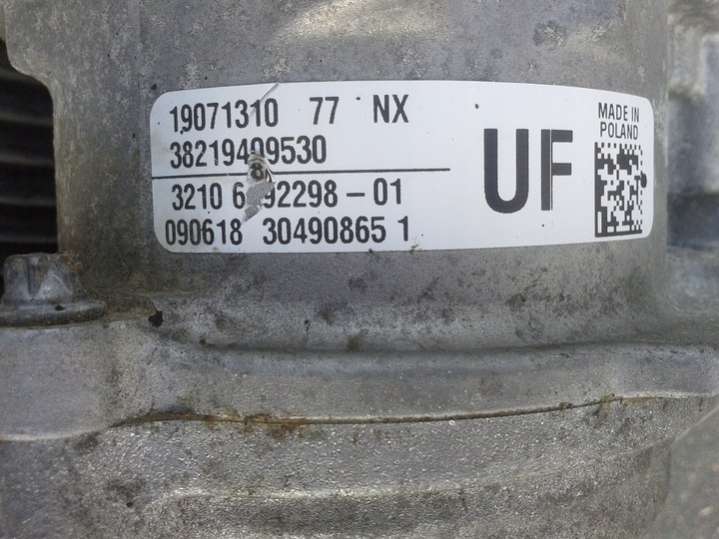 19071310 77 NX
38219409530
3210 -01
090618 30490865 1
UF
MADE IN
POLAND